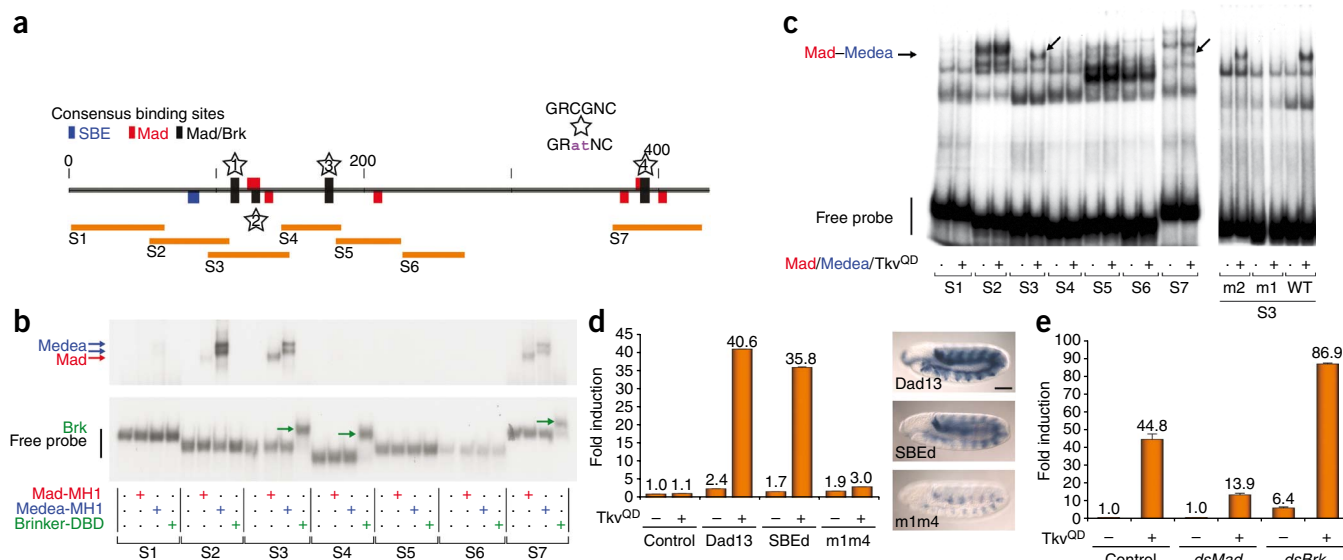 a
Consensus binding sites
SBE Mad Mad/Brk
GRCGNC
GRatNC
0 200 400
1 3 4
2
S1 S2 S3 S4 S5 S6 S7
b
Medea
Mad
Brk
Free probe
Mad-MH1 . + . . . + . . . + . . . + . . . + . . . + . . . + . .
Medea-MH1 . . + . . . + . . . + . . . + . . . + . . . + . . . + .
Brinker-DBD . . . + . . . + . . . + . . . + . . . + . . . + . . . +
S1 S2 S3 S4 S5 S6 S7
c
Mad–Medea
Free probe
Mad/Medea/Tkv^QD . + . + . + . + . + . + . + . + . + . +
S1 S2 S3 S4 S5 S6 S7 m2 m1 WT
S3
d
Fold induction
45
40
35
30
25
20
15
10
5
0
1.0 1.1 2.4 40.6 1.7 35.8 1.9 3.0
Tkv^QD – + – + – + – +
Control Dad13 SBEd m1m4
Dad13
SBEd
m1m4
e
Fold induction
100
90
80
70
60
50
40
30
20
10
0
1.0 44.8 1.0 13.9 6.4 86.9
Tkv^QD – + – + – +
Control dsMad dsBrk